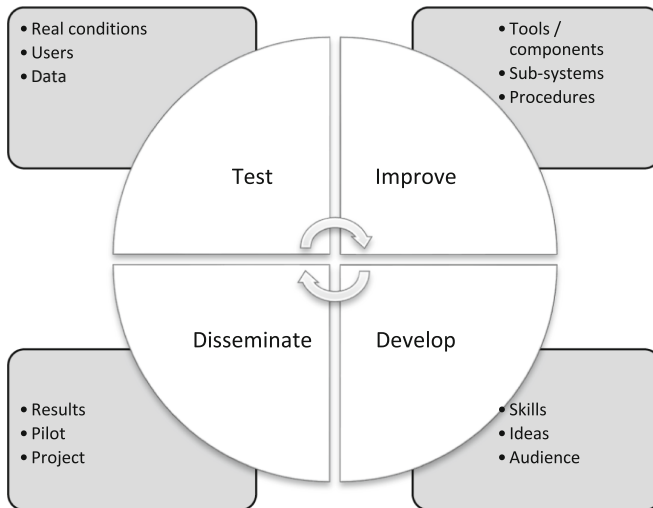 • Real conditions
• Users
• Data
• Tools /
components
• Sub-systems
• Procedures
Test
Improve
Disseminate
Develop
• Results
• Pilot
• Project
• Skills
• Ideas
• Audience